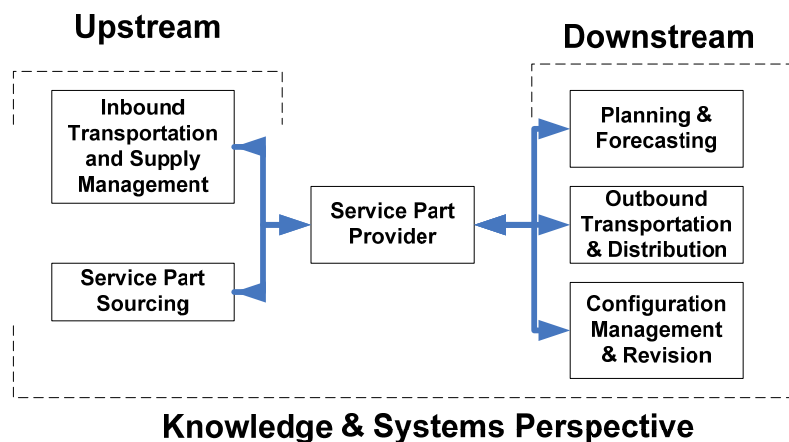 Upstream
Downstream
Inbound
Transportation
and Supply
Management
Service Part
Sourcing
Service Part
Provider
Planning &
Forecasting
Outbound
Transportation
& Distribution
Configuration
Management
& Revision
Knowledge & Systems Perspective